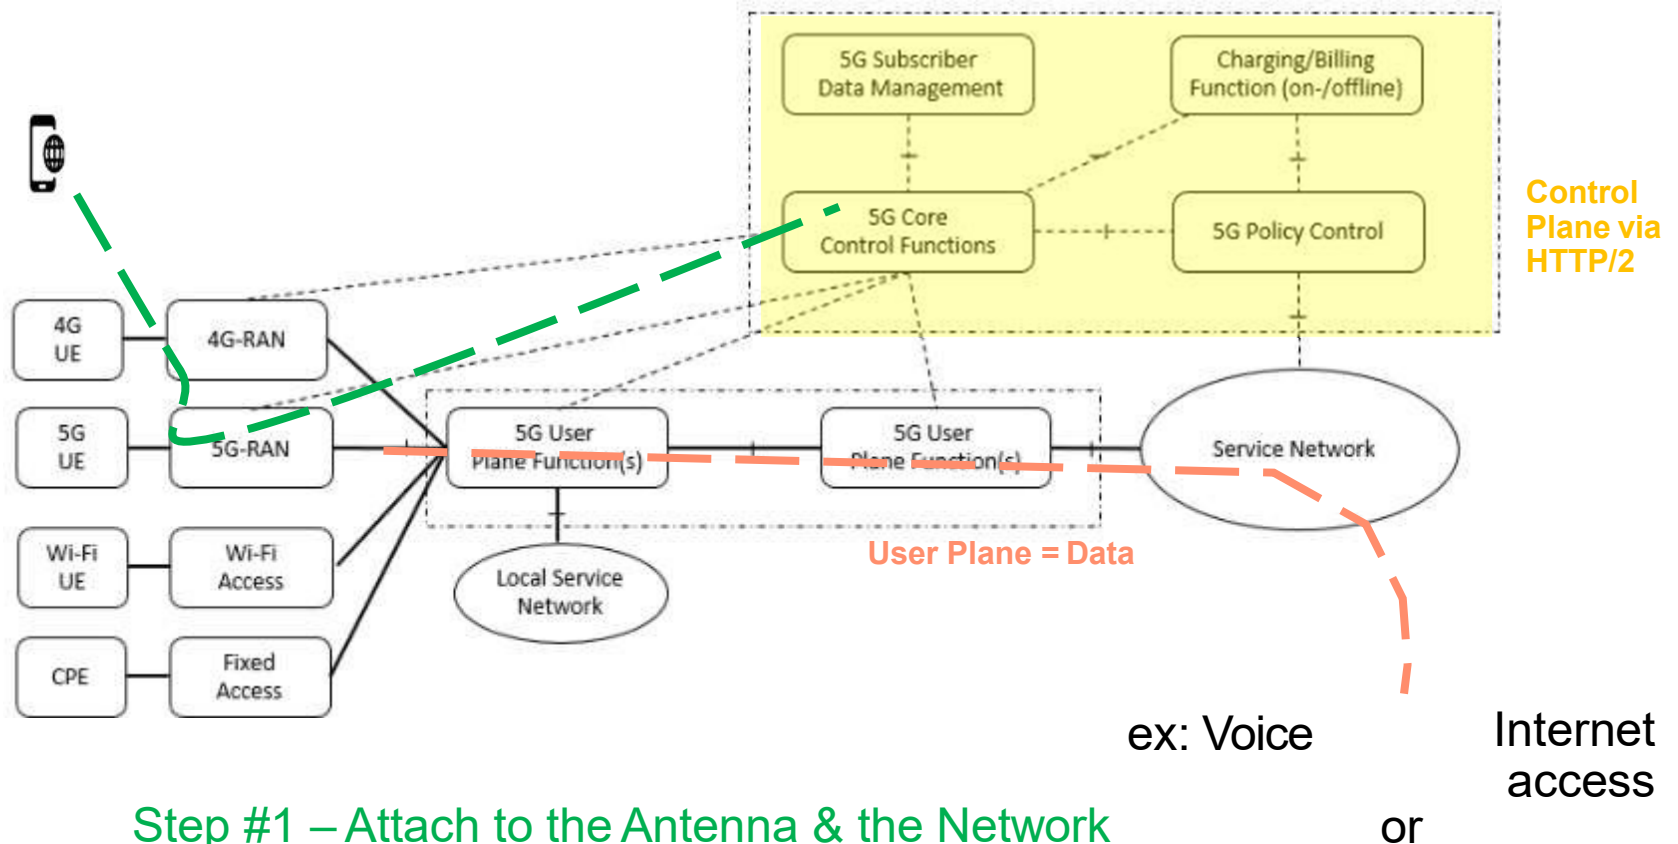 5G Subscriber
Data Management
Charging/Billing
Function (on-/offline)
Control
Plane via
HTTP/2
5G Core
Control Functions
5G Policy Control
4G
UE
4G-RAN
5G
UE
5G-RAN
5G User
Plane Function(s)
5G User
Plane Function(s)
Service Network
User Plane = Data
Wi-Fi
UE
Wi-Fi
Access
Local Service
Network
CPE
Fixed
Access
ex: Voice
Internet
access
or
Step #1 – Attach to the Antenna & the Network